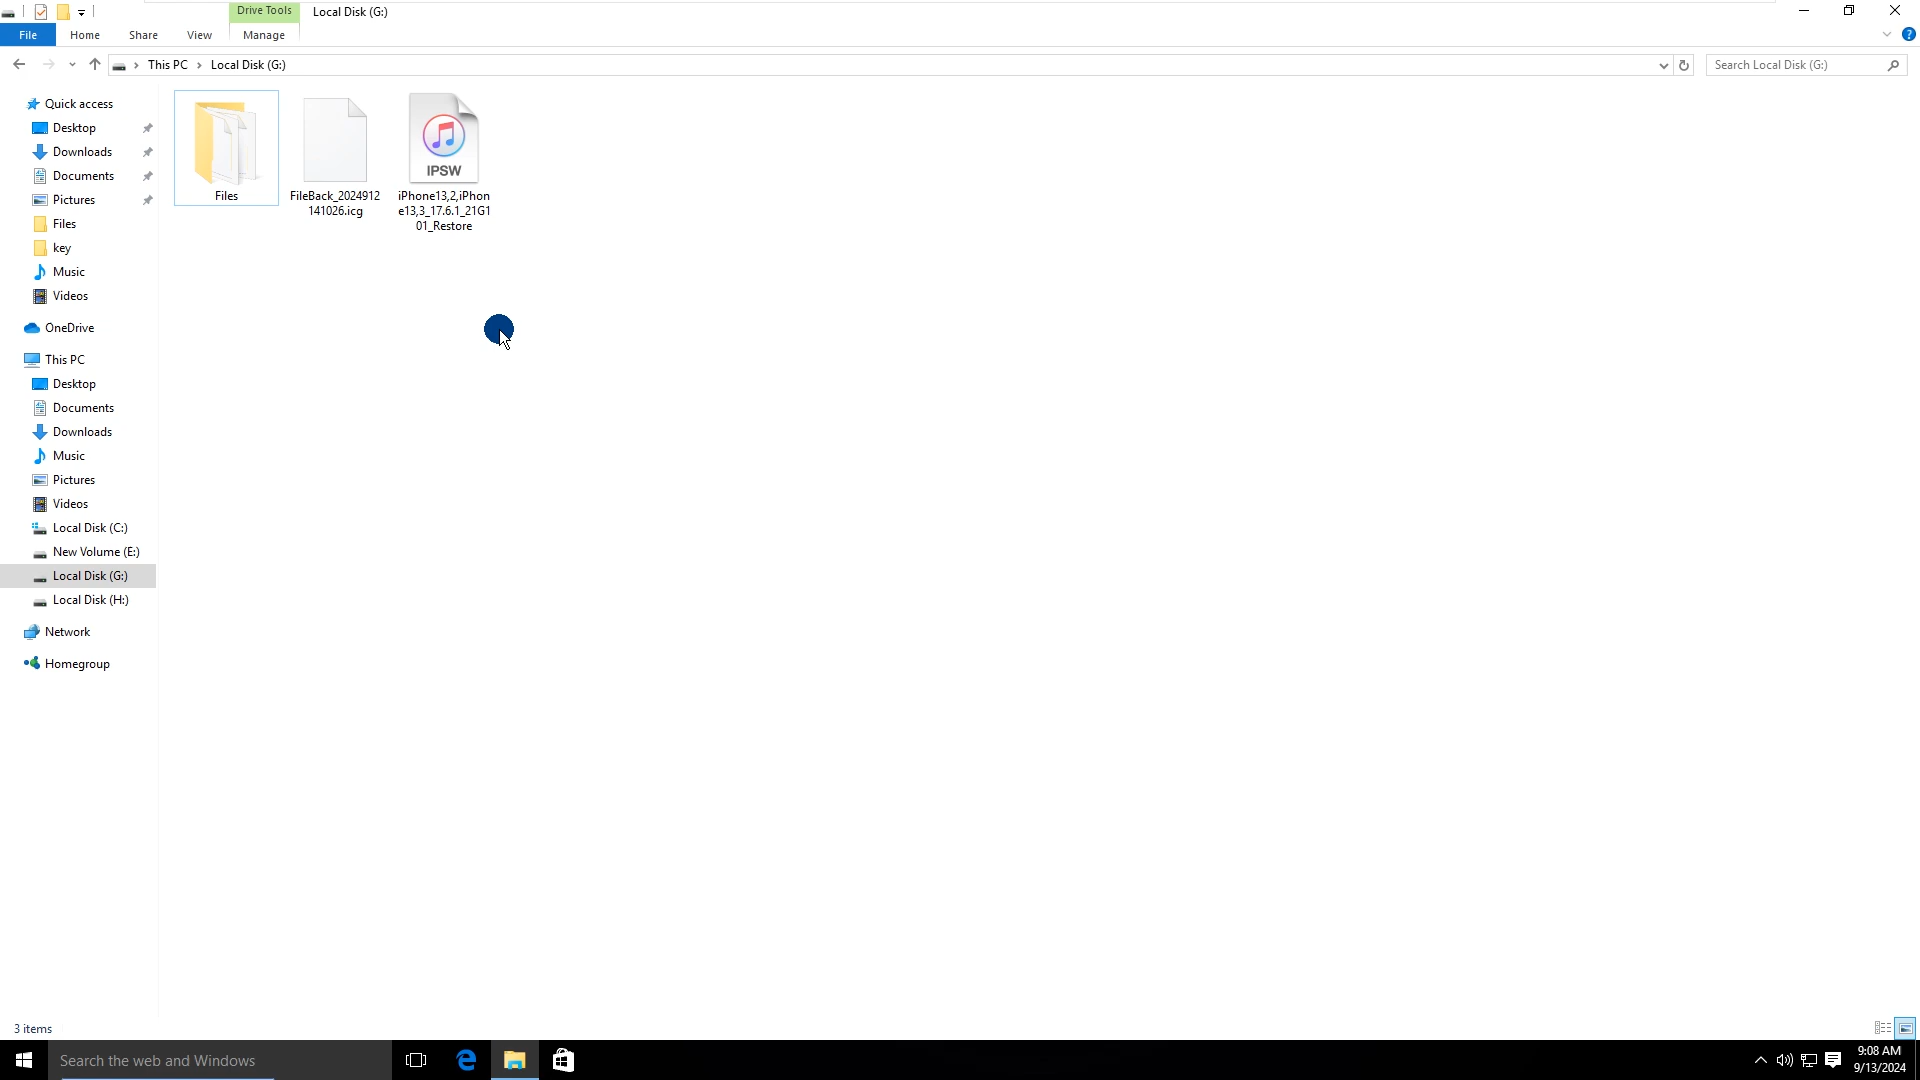 Drive Tools
Local Disk (G:)
File
Home
Share
View
Manage
This PC
Local Disk (G:)
Search Local Disk (G:)
Quick access
Desktop
Downloads
Documents
Pictures
Files
key
Music
Videos
OneDrive
This PC
Desktop
Documents
Downloads
Music
Pictures
Videos
Local Disk (C:)
New Volume (E:)
Local Disk (G:)
Local Disk (H:)
Network
Homegroup
Files
FileBack_2024912
141026.icg
IPSW
iPhone13,2,iPhon
e13,3_17.6.1_21G1
01_Restore
3 items
Search the web and Windows
9:08 AM
9/13/2024